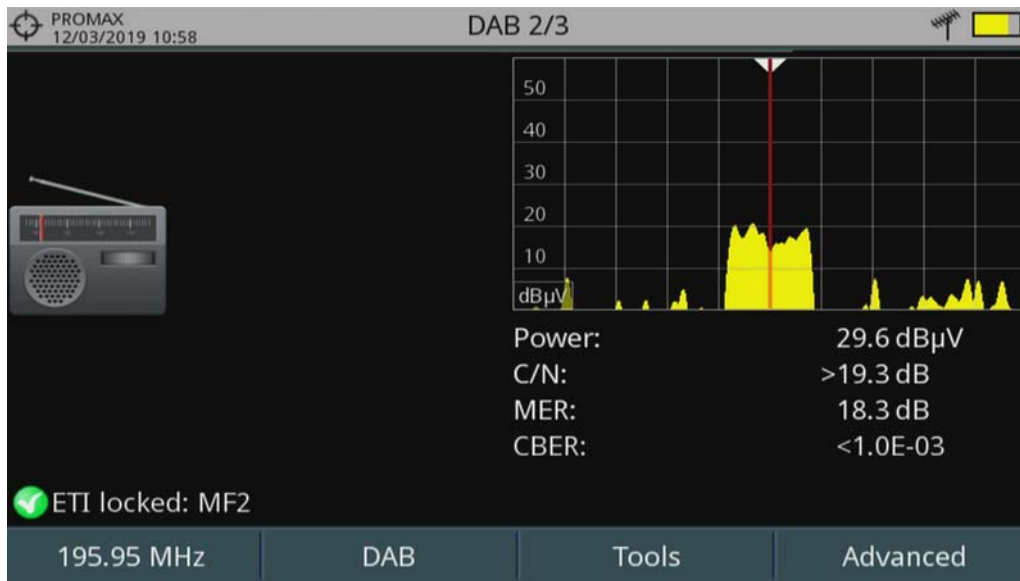 PROMAX
12/03/2019 10:58
DAB 2/3
50
40
30
20
10
dBµV
Power: 29.6 dBµV
C/N: >19.3 dB
MER: 18.3 dB
CBER: <1.0E-03
ETI locked: MF2
195.95 MHz DAB Tools Advanced